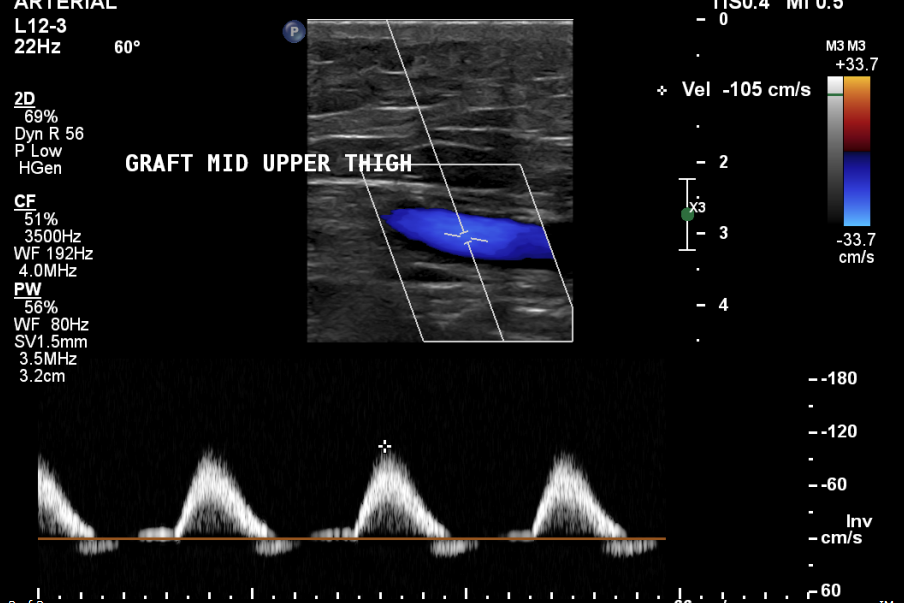 ARTERIAL
TIS0.4 MI 0.5
L12-3
22Hz 60°
P
M3 M3
+33.7
Vel -105 cm/s
2D
69%
Dyn R 56
P Low
HGen
GRAFT MID UPPER THIGH
CF
51%
3500Hz
WF 192Hz
4.0MHz
PW
56%
WF 80Hz
SV1.5mm
3.5MHz
3.2cm
0
2
X3
3
4
-33.7
cm/s
-180
-120
-60
Inv
cm/s
60